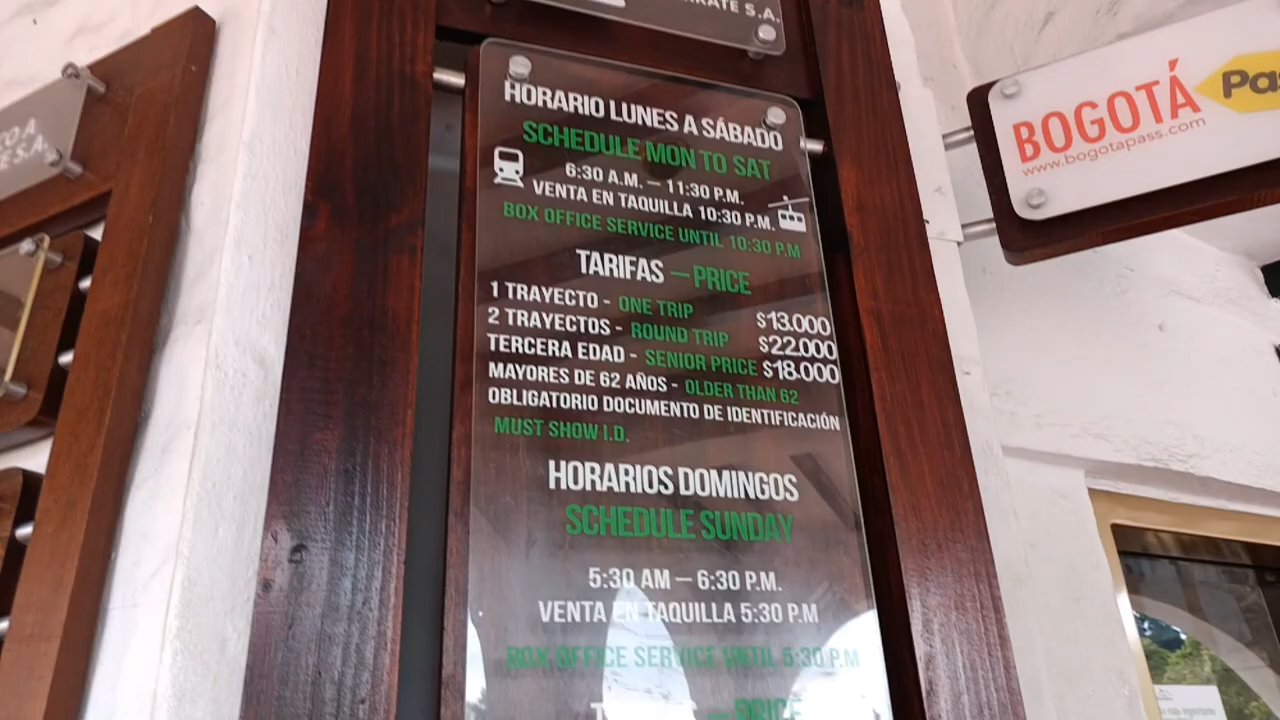 RATE S.A.
HORARIO LUNES A SÁBADO
SCHEDULE MON TO SAT
6:30 A.M. – 11:30 P.M.
VENTA EN TAQUILLA 10:30 P.M.
BOX OFFICE SERVICE UNTIL 10:30 P.M
TARIFAS – PRICE
1 TRAYECTO - ONE TRIP $13.000
2 TRAYECTOS - ROUND TRIP $22.000
TERCERA EDAD - SENIOR PRICE $18.000
MAYORES DE 62 AÑOS - OLDER THAN 62
OBLIGATORIO DOCUMENTO DE IDENTIFICACIÓN
MUST SHOW I.D.
HORARIOS DOMINGOS
SCHEDULE SUNDAY
5:30 AM – 6:30 P.M.
VENTA EN TAQUILLA 5:30 P.M
BOX OFFICE SERVICE UNTIL 5:30 P.M
– PRICE
BOGOTÁ Pas
www.bogotapass.com
CO A
E S.A.